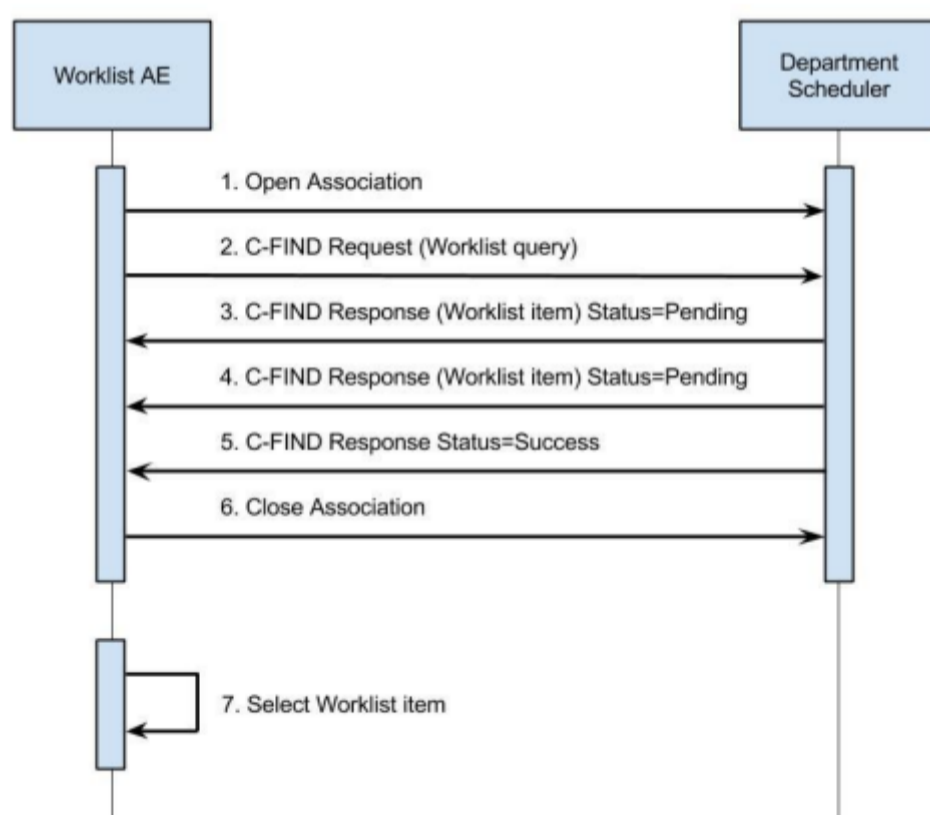 Worklist AE
Department
Scheduler
1. Open Association
2. C-FIND Request (Worklist query)
3. C-FIND Response (Worklist item) Status=Pending
4. C-FIND Response (Worklist item) Status=Pending
5. C-FIND Response Status=Success
6. Close Association
7. Select Worklist item